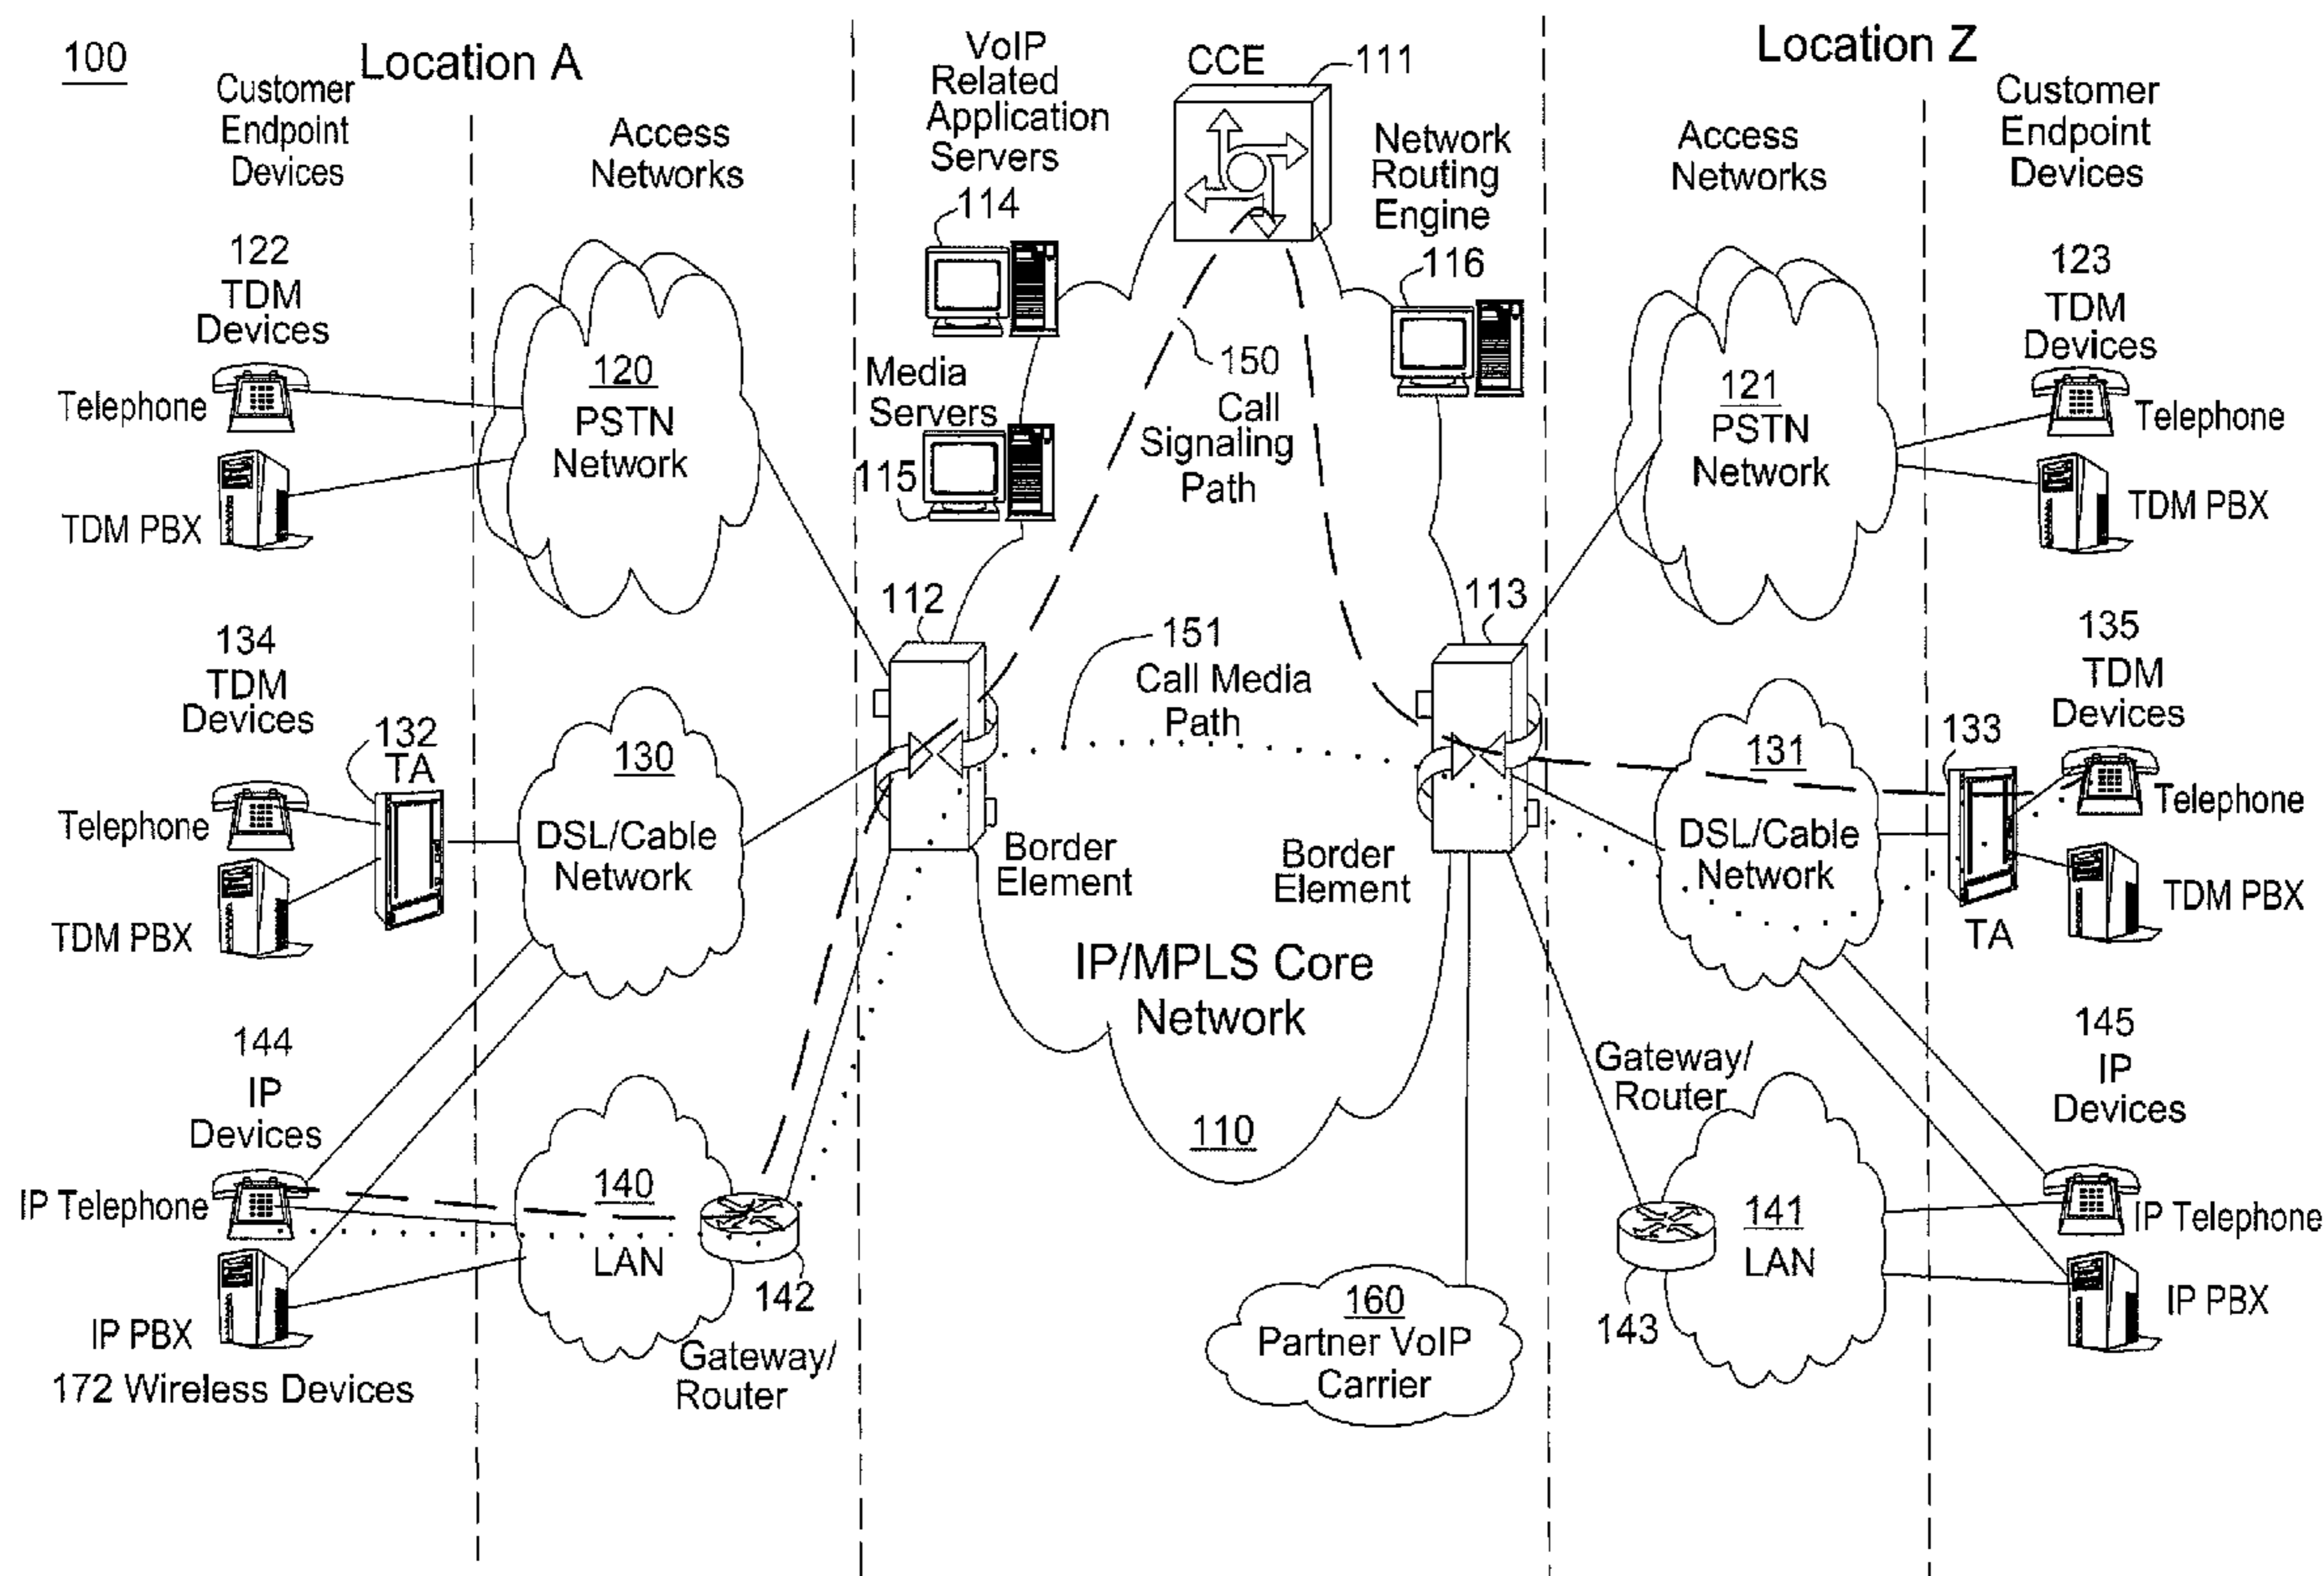 100
Location A
Customer
Endpoint
Devices
Access
Networks
VoIP
Related
Application
Servers
114
CCE
111
Network
Routing
Engine
116
Location Z
Access
Networks
Customer
Endpoint
Devices
122
TDM
Devices
Telephone
TDM PBX
120
PSTN
Network
Media
Servers
115
150
Call
Signaling
Path
121
PSTN
Network
123
TDM
Devices
Telephone
TDM PBX
134
TDM
Devices
132
TA
Telephone
TDM PBX
130
DSL/Cable
Network
112
Border
Element
151
Call Media
Path
113
Border
Element
131
DSL/Cable
Network
133
TA
135
TDM
Devices
Telephone
TDM PBX
IP/MPLS Core
Network
110
144
IP
Devices
IP Telephone
IP PBX
172 Wireless Devices
140
LAN
142
Gateway/
Router
160
Partner VoIP
Carrier
Gateway/
Router
143
141
LAN
145
IP
Devices
IP Telephone
IP PBX